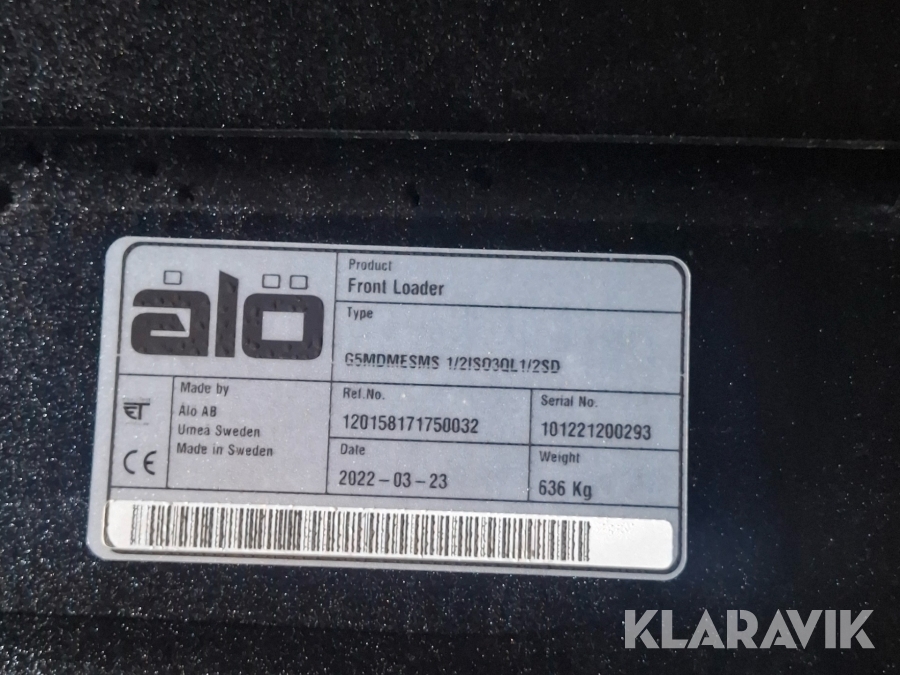 älö
Product
Front Loader
Type
G5MDMESMS 1/2ISO3QL1/2SD
Made by
Alo AB
Umea Sweden
Made in Sweden
CE
Ref.No.
120158171750032
Serial No.
101221200293
Date
2022-03-23
Weight
636 Kg
KLARAVIK